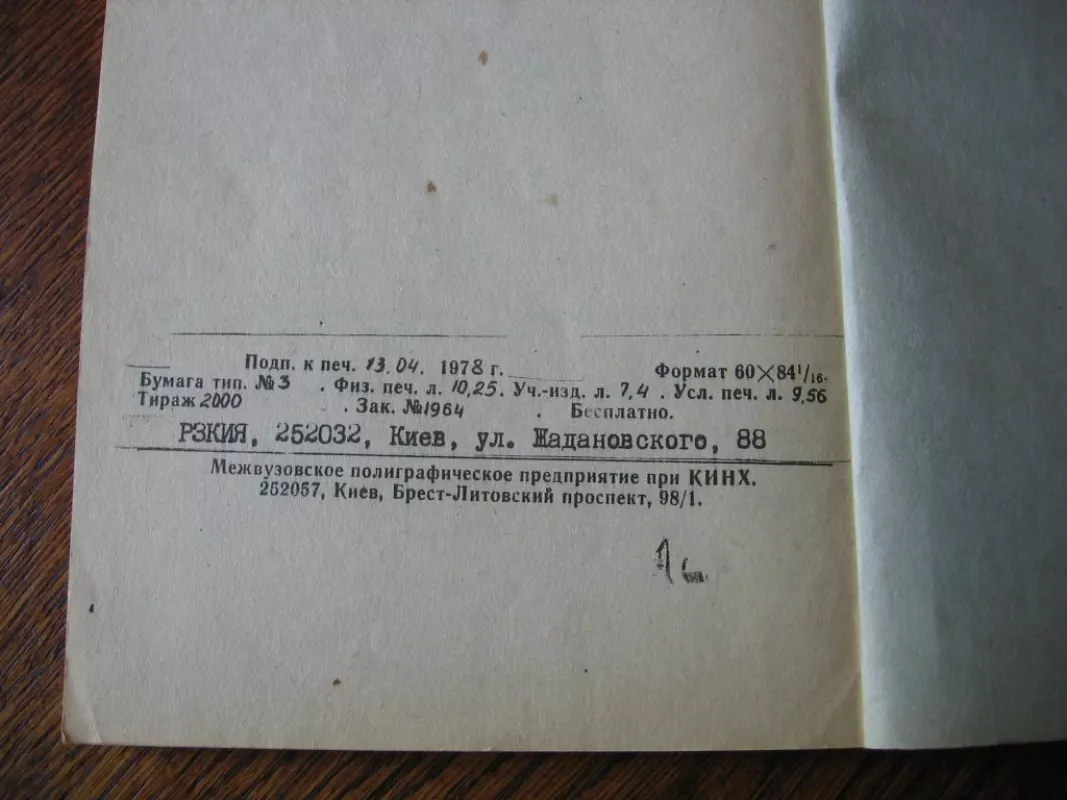 Подп. к печ. 13.04. 1978 г. Формат 60×84 1/16.
Бумага тип. №3 . Физ. печ. л. 10,25. Уч.-изд. л. 7,4 . Усл. печ. л. 9,56
Тираж 2000 . Зак. №1964 . Бесплатно.
РЗКИЯ, 252032, Киев, ул. Жадановского, 88
Межвузовское полиграфическое предприятие при КИНХ.
252057, Киев, Брест-Литовский проспект, 98/1.